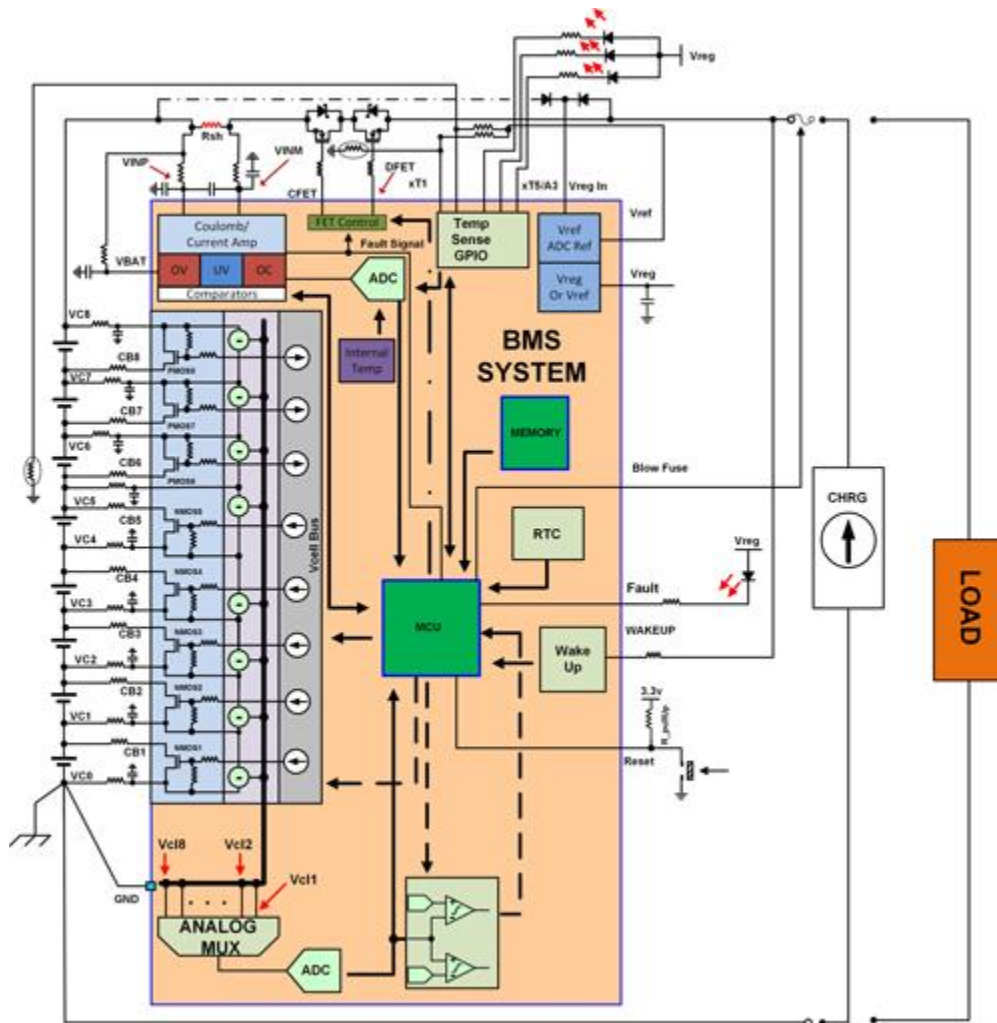 Vreg
Rsh
VINP
VINM
DFET
CFET
xT1
xT5/A3
Vreg In
Vref
Coulomb/
Current Amp
FET Control
Fault Signal
Temp
Sense
GPIO
Vref
ADC Ref
VBAT
OV
UV
OC
ADC
Comparators
Vreg
Or Vref
Vreg
VC8
CB8
PMOS8
VC7
CB7
PMOS7
VC6
CB6
PMOS6
VC5
CB5
NMOS5
VC4
CB4
NMOS4
VC3
CB3
NMOS3
VC2
CB2
NMOS2
VC1
CB1
NMOS1
VC0
Vcell Bus
Internal
Temp
BMS
SYSTEM
MEMORY
Blow Fuse
CHRG
RTC
Vreg
LOAD
Fault
MCU
WAKEUP
Wake
Up
3.3v
R_pullUp
Reset
Vcl8
Vcl2
Vcl1
GND
ANALOG
MUX
ADC